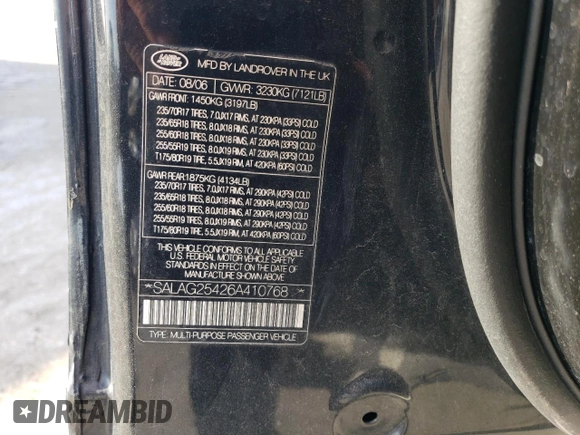 LAND ROVER
MFD BY LANDROVER IN THE UK
DATE: 08/06 GVWR: 3230KG (7121LB)
GAWR FRONT: 1450KG (3197LB)
235/70R17 TIRES, 7.0JX17 RIMS, AT 230KPA (33PSI) COLD
235/65R18 TIRES, 8.0JX18 RIMS, AT 230KPA (33PSI) COLD
255/60R18 TIRES, 8.0JX18 RIMS, AT 230KPA (33PSI) COLD
255/55R19 TIRES, 8.0JX19 RIMS, AT 230KPA (33PSI) COLD
T175/80R19 TIRE, 5.5JX19 RIM, AT 420KPA (60PSI) COLD
GAWR REAR:1875KG (4134LB)
235/70R17 TIRES, 7.0JX17 RIMS, AT 290KPA (42PSI) COLD
235/65R18 TIRES, 8.0JX18 RIMS, AT 290KPA (42PSI) COLD
255/60R18 TIRES, 8.0JX18 RIMS, AT 290KPA (42PSI) COLD
255/55R19 TIRES, 8.0JX19 RIMS, AT 290KPA (42PSI) COLD
T175/80R19 TIRE, 5.5JX19 RIM, AT 420KPA (60PSI) COLD
THIS VEHICLE CONFORMS TO ALL APPLICABLE
U.S. FEDERAL MOTOR VEHICLE SAFETY
STANDARDS IN EFFECT ON THE DATE OF
MANUFACTURE SHOWN ABOVE.
*SALAG25426A410768*
TYPE: MULTI-PURPOSE PASSENGER VEHICLE
DREAMBID